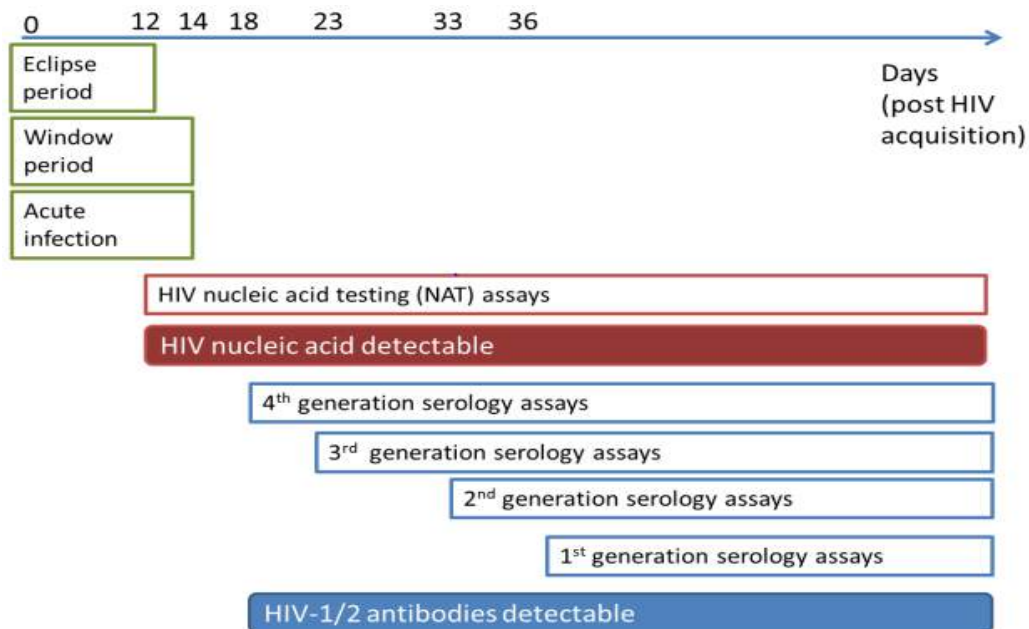 0 12 14 18 23 33 36
Eclipse
period
Days
(post HIV
acquisition)
Window
period
Acute
infection
HIV nucleic acid testing (NAT) assays
HIV nucleic acid detectable
4th generation serology assays
3rd generation serology assays
2nd generation serology assays
1st generation serology assays
HIV-1/2 antibodies detectable